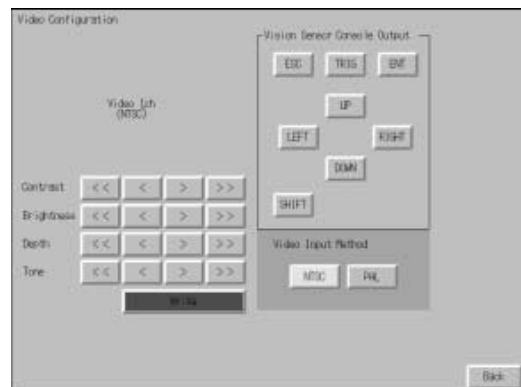 Video Configuration
Vision Sensor Console Output
ESC TRIG ENT
Video 1ch
(NTSC)
UP
LEFT RIGHT
DOWN
SHIFT
Contrast << < > >>
Brightness << < > >>
Depth << < > >>
Tone << < > >>
Video Input Method
NTSC PAL
Write
Back